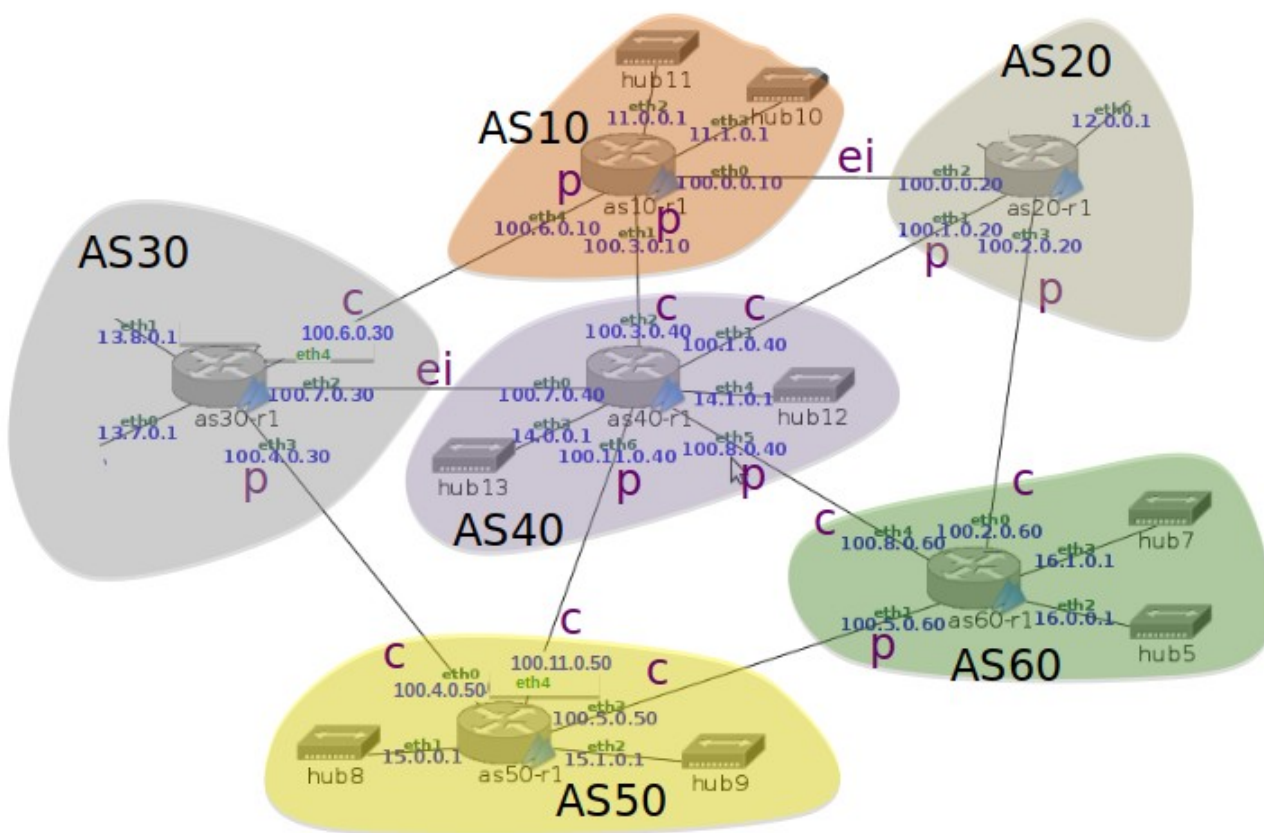 AS10
hub11
eth2
11.0.0.1
hub10
eth3
11.1.0.1
eth0
100.0.0.10
as10-r1
p
p
eth4
100.6.0.10
eth1
100.3.0.10
ei
AS20
eth0
12.0.0.1
eth2
100.0.0.20
as20-r1
eth1
100.1.0.20
eth3
100.2.0.20
p
p
AS30
c
eth1
13.8.0.1
100.6.0.30
eth4
eth2
100.7.0.30
as30-r1
eth0
13.7.0.1
eth3
100.4.0.30
p
ei
c
c
eth2
100.3.0.40
eth1
100.1.0.40
eth0
100.7.0.40
eth4
14.1.0.1
hub12
as40-r1
eth3
14.0.0.1
eth6
100.11.0.40
eth5
100.8.0.40
hub13
p
p
AS40
c
c
eth4
100.8.0.60
eth0
100.2.0.60
eth3
16.1.0.1
hub7
eth1
100.5.0.60
as60-r1
eth2
16.0.0.1
hub5
p
AS60
c
c
c
eth0
100.4.0.50
100.11.0.50
eth4
100.5.0.50
eth1
15.0.0.1
hub8
as50-r1
eth2
15.1.0.1
hub9
AS50